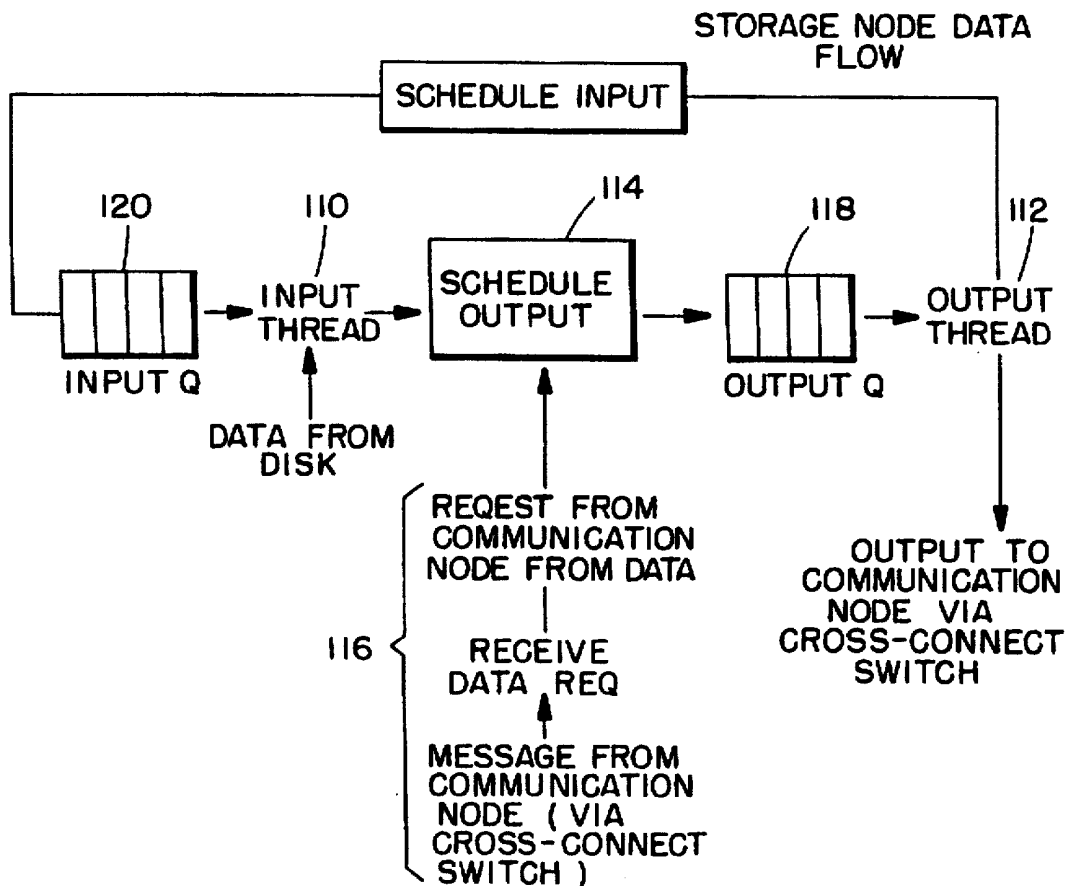 STORAGE NODE DATA
FLOW
SCHEDULE INPUT
120
110
114
118
112
INPUT
THREAD
SCHEDULE
OUTPUT
OUTPUT
THREAD
INPUT Q
OUTPUT Q
DATA FROM
DISK
116
REQEST FROM
COMMUNICATION
NODE FROM DATA
RECEIVE
DATA REQ
MESSAGE FROM
COMMUNICATION
NODE ( VIA
CROSS-CONNECT
SWITCH )
OUTPUT TO
COMMUNICATION
NODE VIA
CROSS-CONNECT
SWITCH